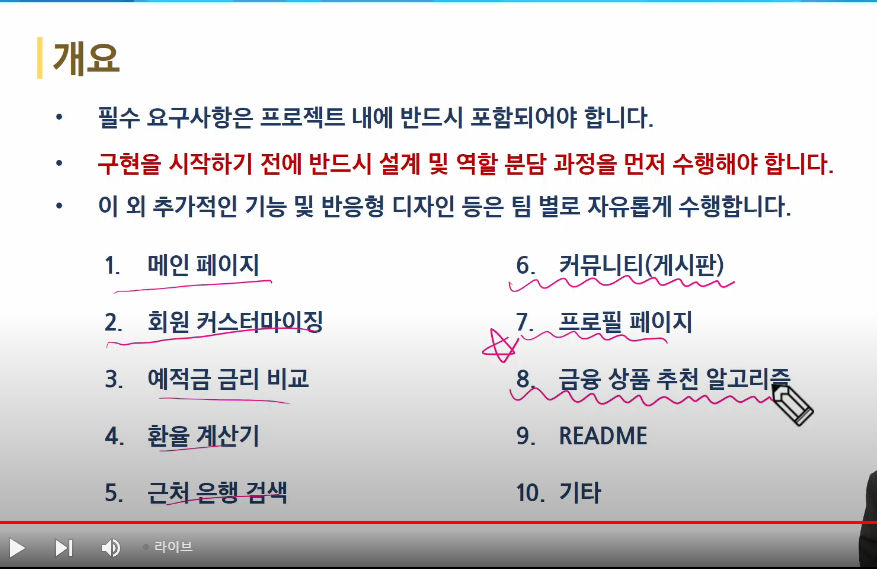 개요
• 필수 요구사항은 프로젝트 내에 반드시 포함되어야 합니다.
• 구현을 시작하기 전에 반드시 설계 및 역할 분담 과정을 먼저 수행해야 합니다.
• 이 외 추가적인 기능 및 반응형 디자인 등은 팀 별로 자유롭게 수행합니다.
1. 메인 페이지
2. 회원 커스터마이징
3. 예적금 금리 비교
4. 환율 계산기
5. 근처 은행 검색
6. 커뮤니티(게시판)
7. 프로필 페이지
8. 금융 상품 추천 알고리즘
9. README
10. 기타
라이브